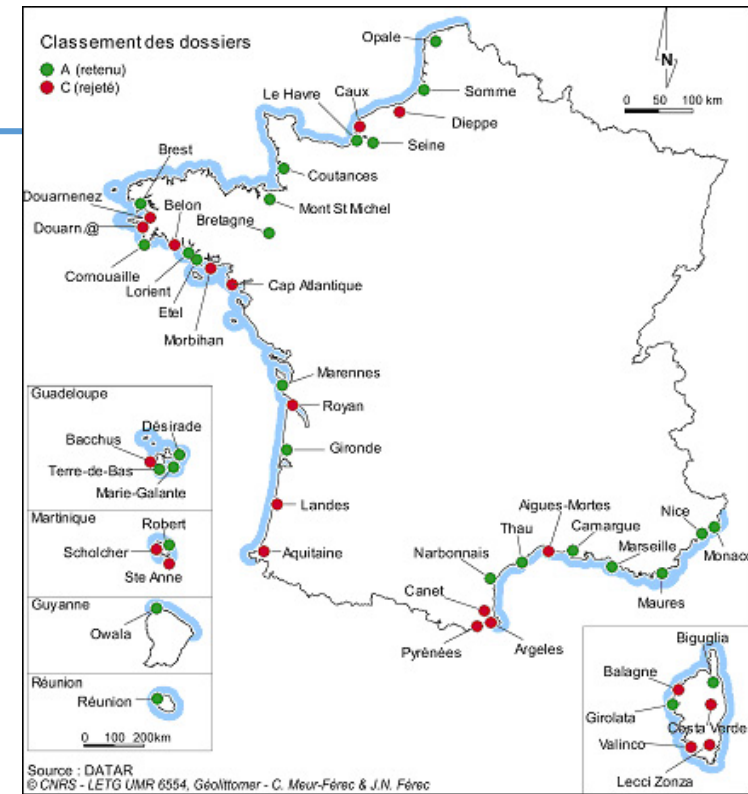 Classement des dossiers
A (retenu)
C (rejeté)
Opale
N
0 50 100 km
Somme
Le Havre
Caux
Dieppe
Seine
Coutances
Brest
Mont St Michel
Douarnenez
Belon
Bretagne
Douarn.@
Cornouaille
Lorient
Etel
Cap Atlantique
Morbihan
Marennes
Royan
Gironde
Landes
Aquitaine
Aigues-Mortes
Nice
Thau
Camargue
Marseille
Monaco
Narbonnais
Maures
Canet
Pyrénées
Argeles
Guadeloupe
Désirade
Bacchus
Terre-de-Bas
Marie-Galante
Martinique
Robert
Scholcher
Ste Anne
Guyanne
Owala
Réunion
Réunion
0 100 200km
Biguglia
Balagne
Girolata
Costa Verde
Valinco
Lecci Zonza
Source : DATAR
© CNRS - LETG UMR 6554, Géolittomer - C. Meur-Férec & J.N. Férec